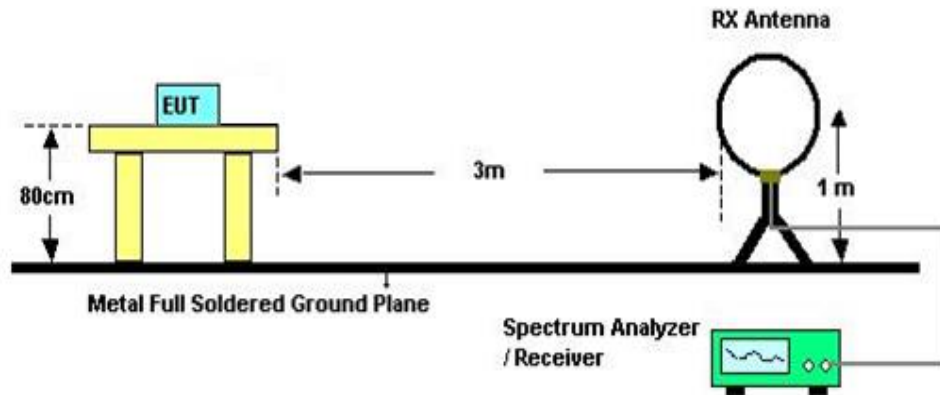 RX Antenna
EUT
3m
80cm
1 m
Metal Full Soldered Ground Plane
Spectrum Analyzer
/ Receiver